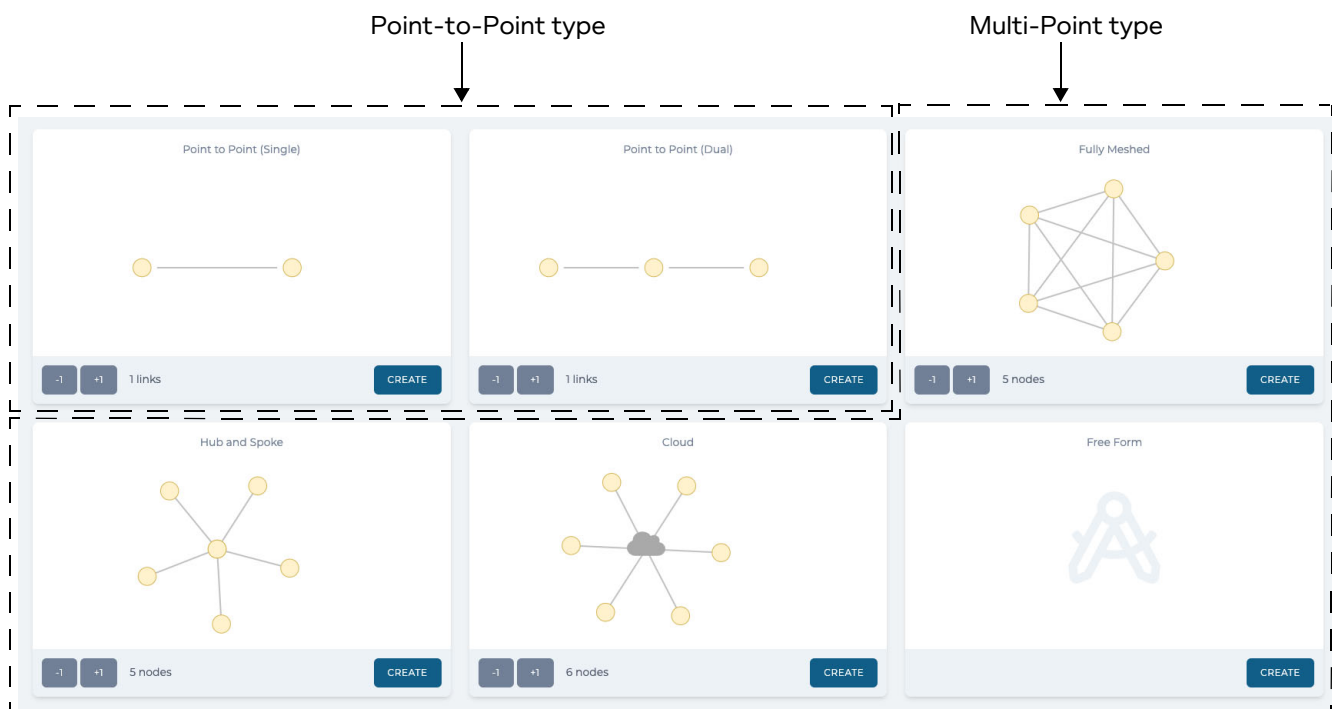 Point-to-Point type
Multi-Point type
Point to Point (Single)
Point to Point (Dual)
Fully Meshed
-1 +1 1 links CREATE
-1 +1 1 links CREATE
-1 +1 5 nodes CREATE
Hub and Spoke
Cloud
Free Form
-1 +1 5 nodes CREATE
-1 +1 6 nodes CREATE
CREATE